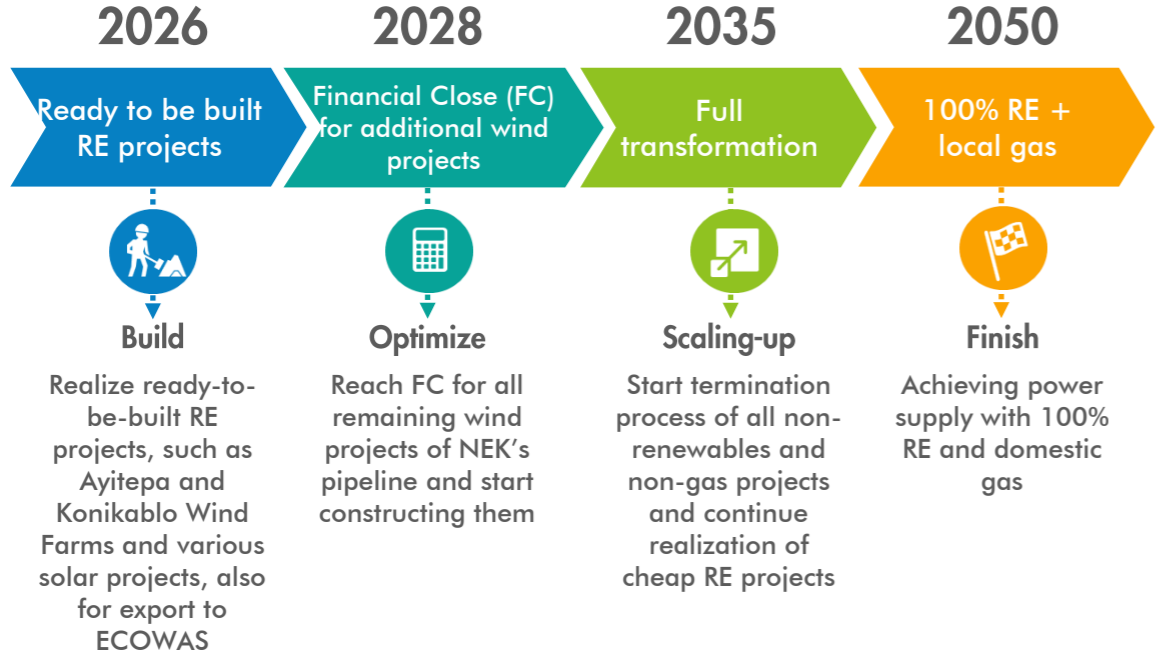 2026
2028
2035
2050
Ready to be built
RE projects
Financial Close (FC)
for additional wind
projects
Full
transformation
100% RE +
local gas
Build
Realize ready-to-
be-built RE
projects, such as
Ayitepa and
Konikablo Wind
Farms and various
solar projects, also
for export to
ECOWAS
Optimize
Reach FC for all
remaining wind
projects of NEK's
pipeline and start
constructing them
Scaling-up
Start termination
process of all non-
renewables and
non-gas projects
and continue
realization of
cheap RE projects
Finish
Achieving power
supply with 100%
RE and domestic
gas